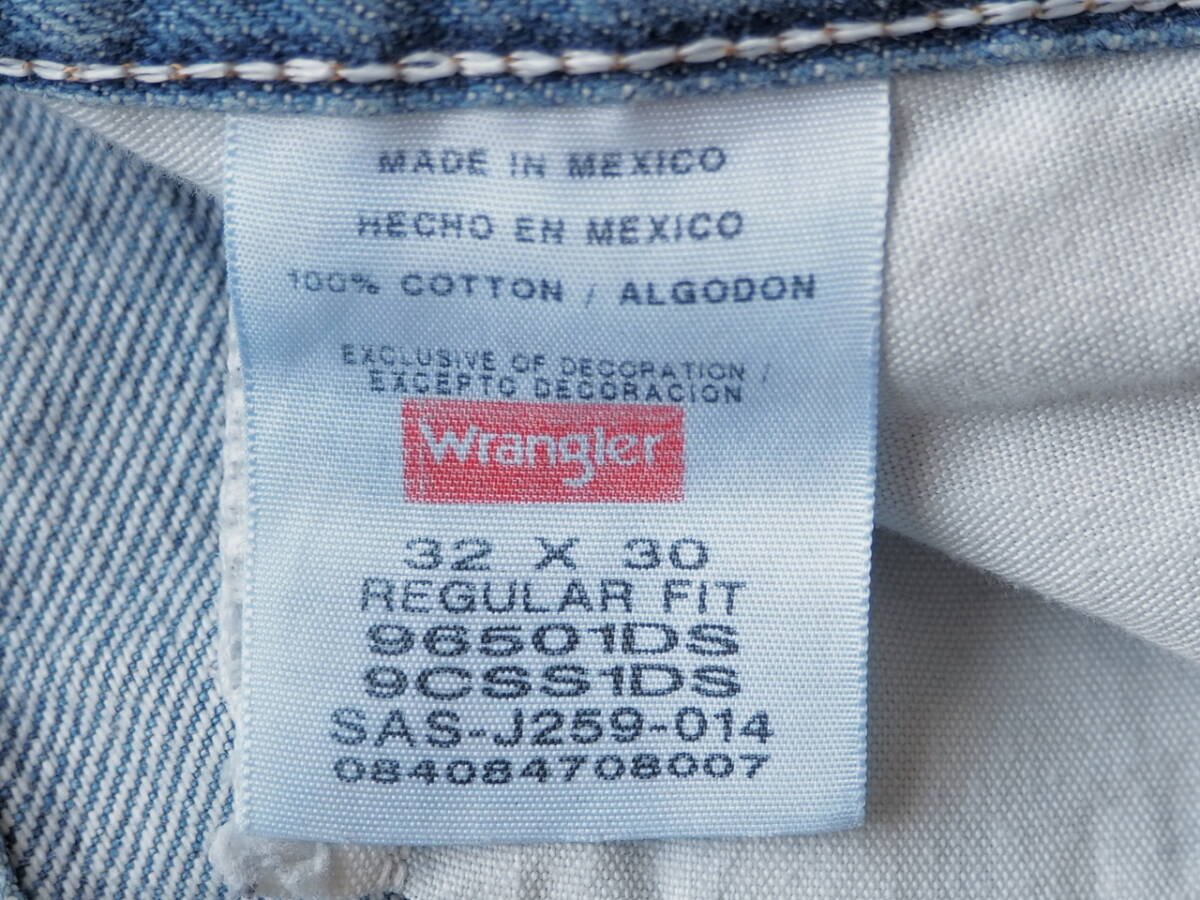 MADE IN MEXICO
HECHO EN MEXICO
100% COTTON / ALGODON
EXCLUSIVE OF DECORATION /
EXCEPTO DECORACION
Wrangler
32 X 30
REGULAR FIT
96501DS
9CSS1DS
SAS-J259-014
084084708007